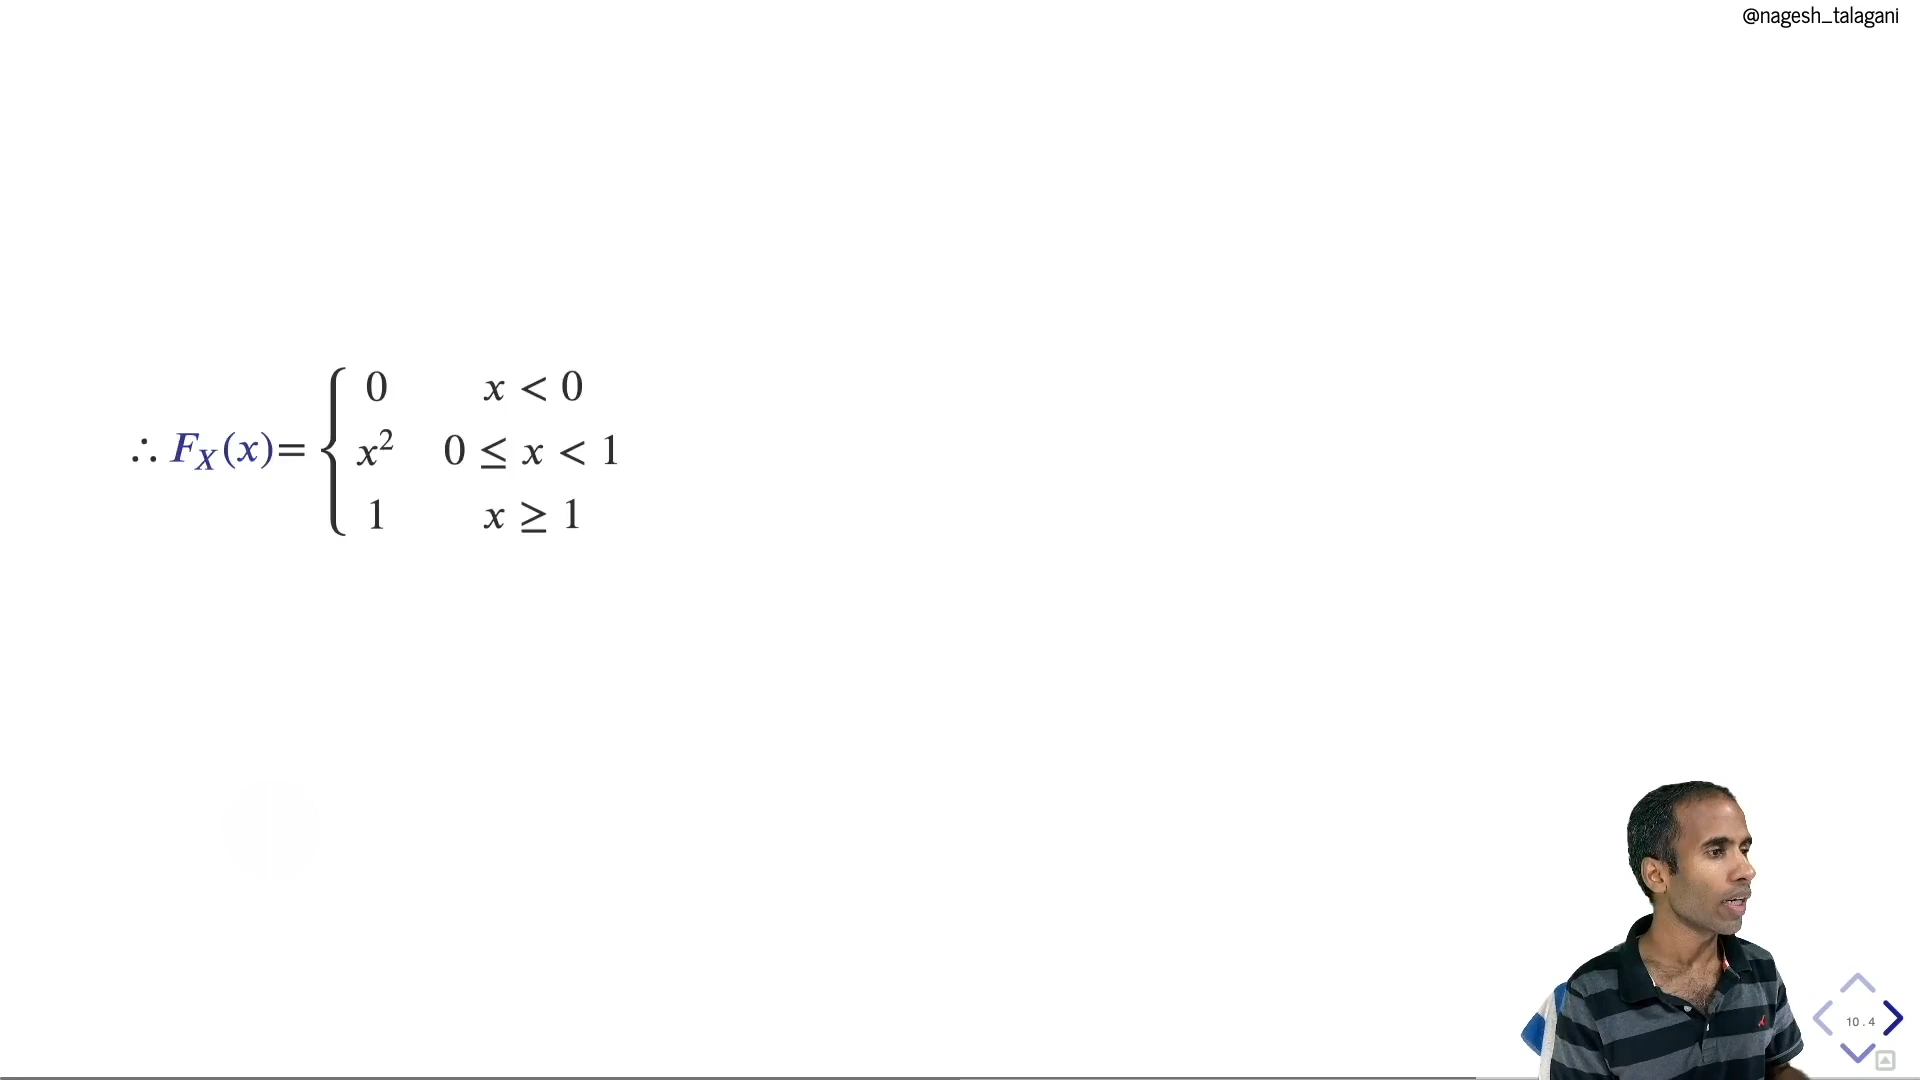 @nagesh_talagani
0 x < 0
∴ F_X(x) = { x² 0 ≤ x < 1
1 x ≥ 1
10 . 4